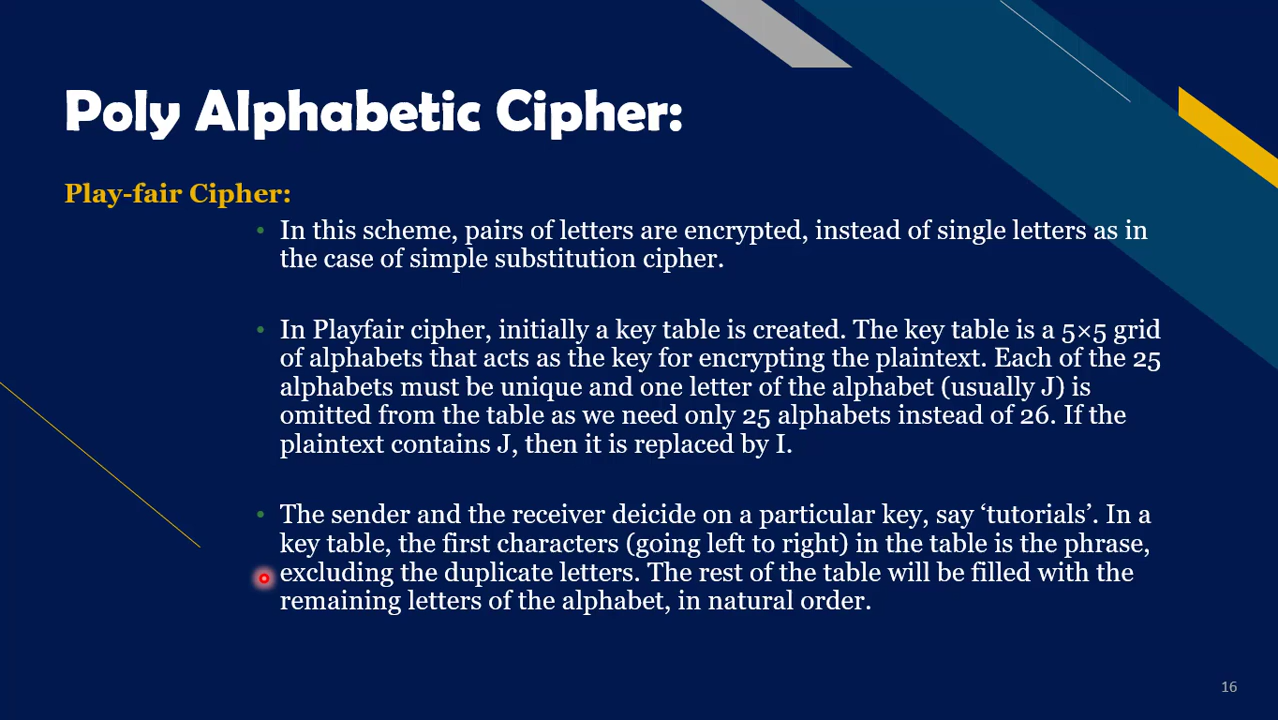 Poly Alphabetic Cipher:
Play-fair Cipher:
• In this scheme, pairs of letters are encrypted, instead of single letters as in
the case of simple substitution cipher.
• In Playfair cipher, initially a key table is created. The key table is a 5×5 grid
of alphabets that acts as the key for encrypting the plaintext. Each of the 25
alphabets must be unique and one letter of the alphabet (usually J) is
omitted from the table as we need only 25 alphabets instead of 26. If the
plaintext contains J, then it is replaced by I.
• The sender and the receiver deicide on a particular key, say ‘tutorials’. In a
key table, the first characters (going left to right) in the table is the phrase,
excluding the duplicate letters. The rest of the table will be filled with the
remaining letters of the alphabet, in natural order.
16